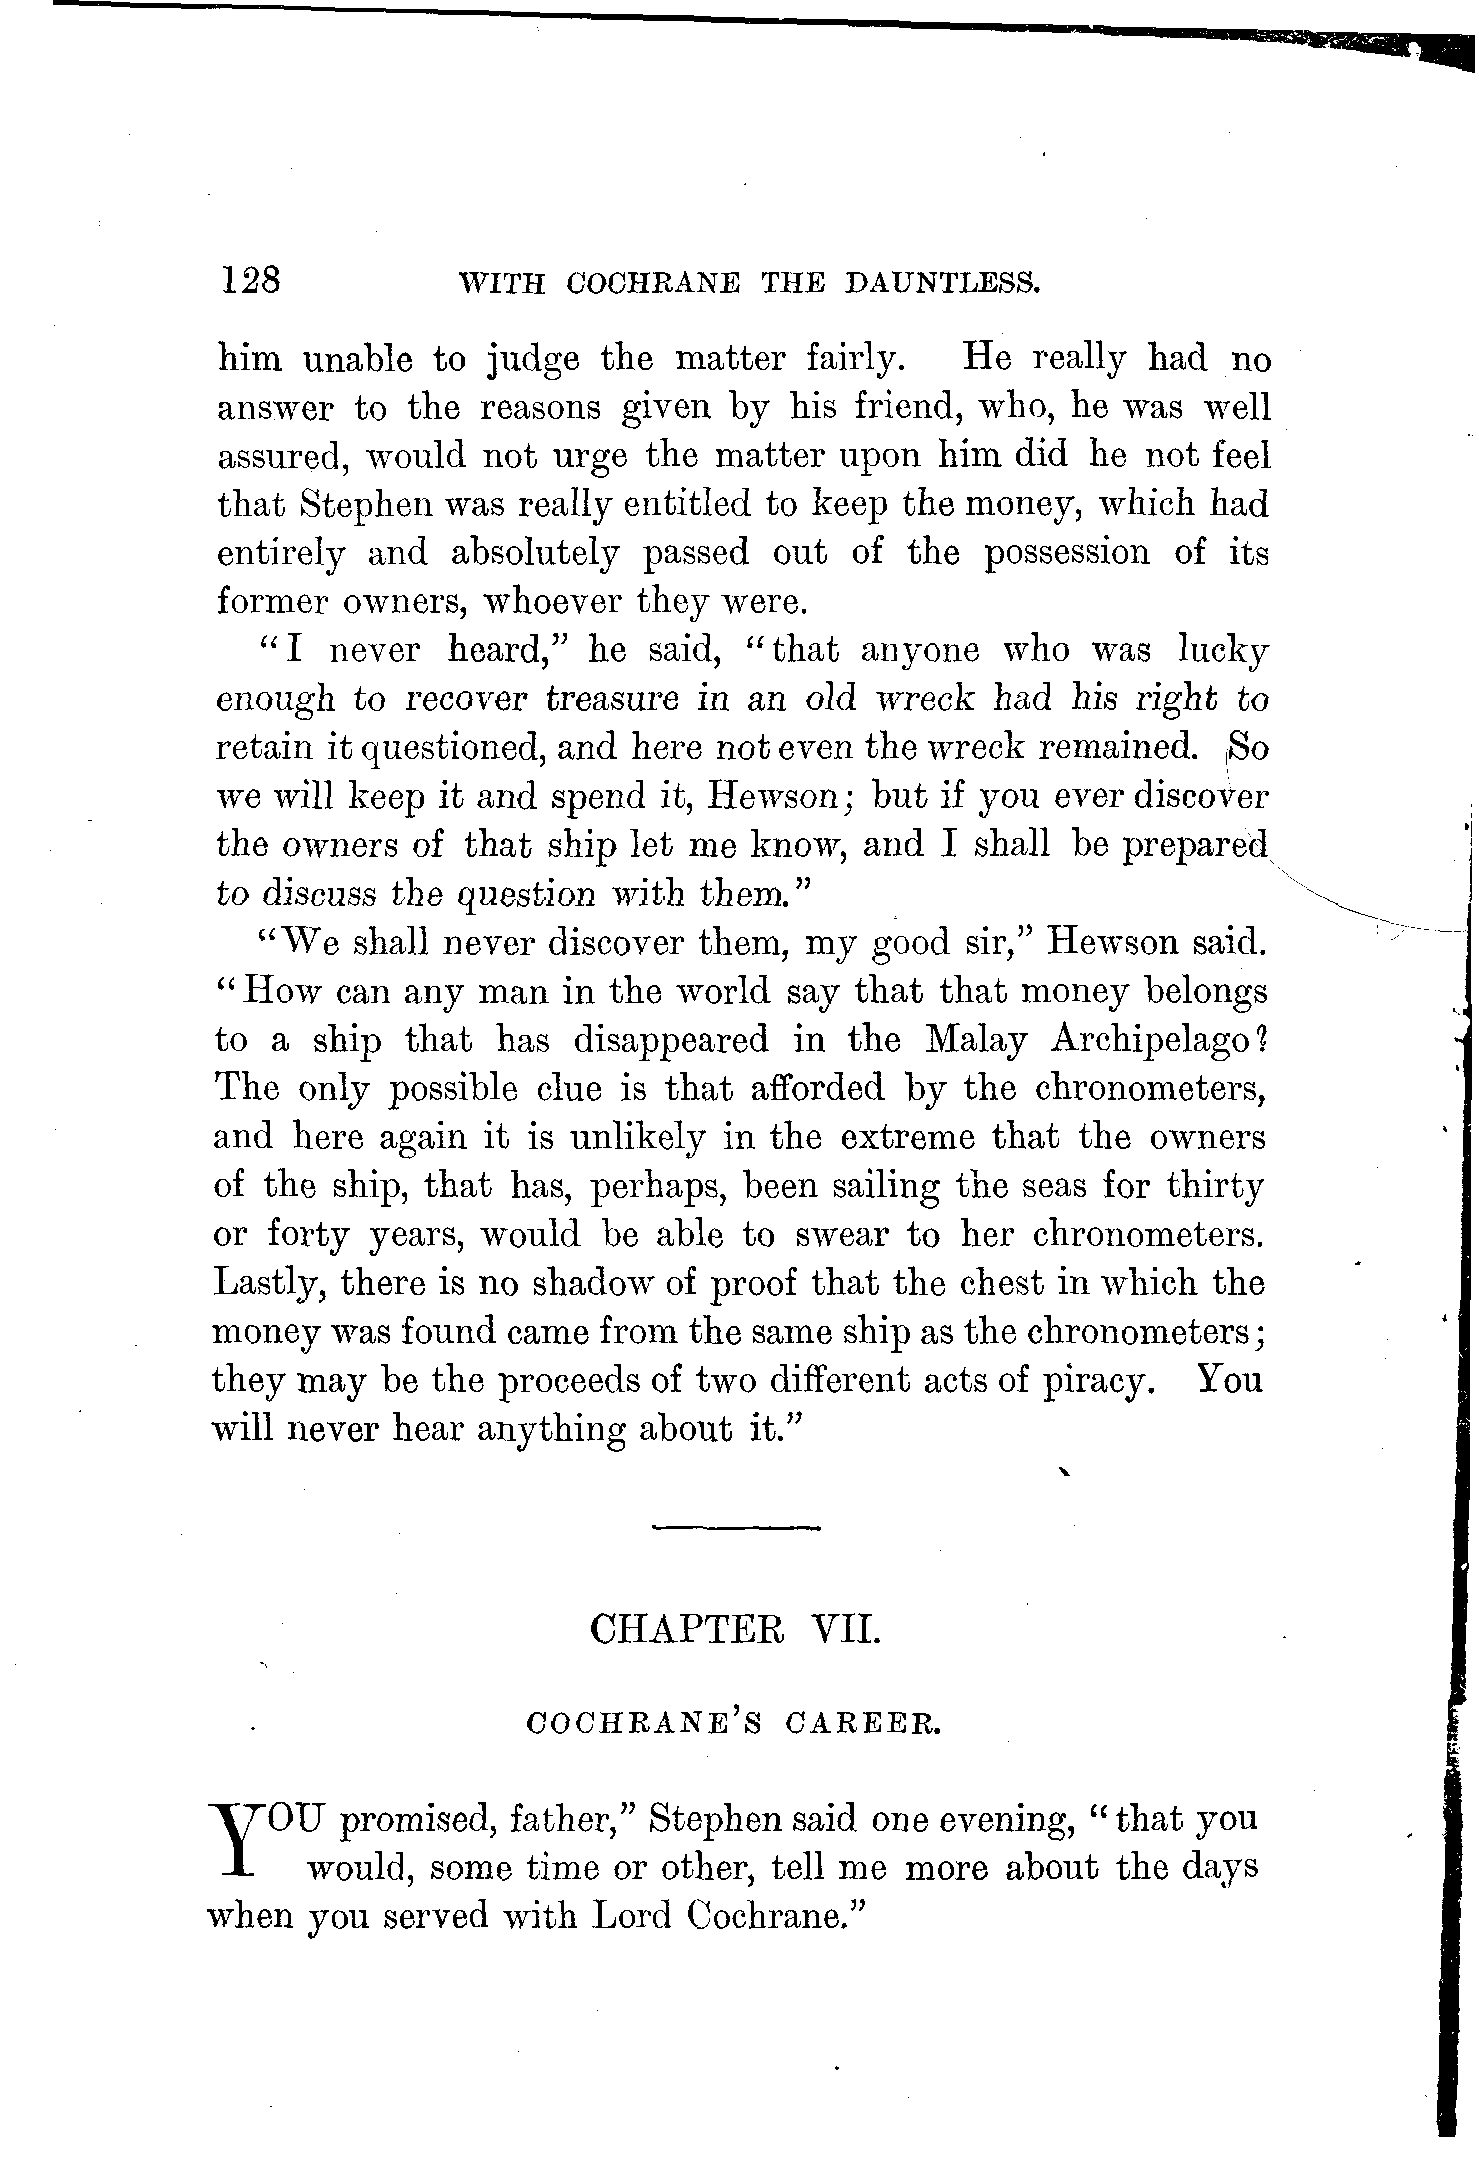 128 WITH COCHRANE THE DAUNTLESS.
him unable to judge the matter fairly. He really had no
answer to the reasons given by his friend, who, he was well
assured, would not urge the matter upon him did he not feel
that Stephen was really entitled to keep the money, which had
entirely and absolutely passed out of the possession of its
former owners, whoever they were.
“I never heard,” he said, “that anyone who was lucky
enough to recover treasure in an old wreck had his right to
retain it questioned, and here not even the wreck remained. So
we will keep it and spend it, Hewson; but if you ever discover
the owners of that ship let me know, and I shall be prepared
to discuss the question with them.”
“We shall never discover them, my good sir,” Hewson said.
“How can any man in the world say that that money belongs
to a ship that has disappeared in the Malay Archipelago?
The only possible clue is that afforded by the chronometers,
and here again it is unlikely in the extreme that the owners
of the ship, that has, perhaps, been sailing the seas for thirty
or forty years, would be able to swear to her chronometers.
Lastly, there is no shadow of proof that the chest in which the
money was found came from the same ship as the chronometers;
they may be the proceeds of two different acts of piracy. You
will never hear anything about it.”
CHAPTER VII.
COCHRANE'S CAREER.
YOU promised, father,” Stephen said one evening, “that you
would, some time or other, tell me more about the days
when you served with Lord Cochrane.”